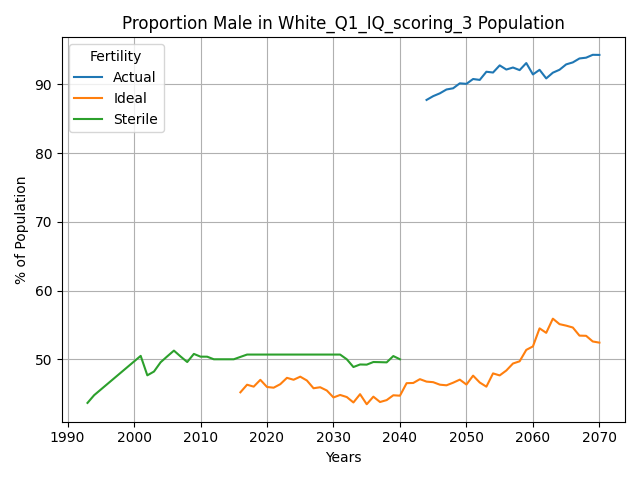 Proportion Male in White_Q1_IQ_scoring_3 Population
Fertility
Actual
Ideal
Sterile
% of Population
90
80
70
60
50
1990
2000
2010
2020
2030
2040
2050
2060
2070
Years